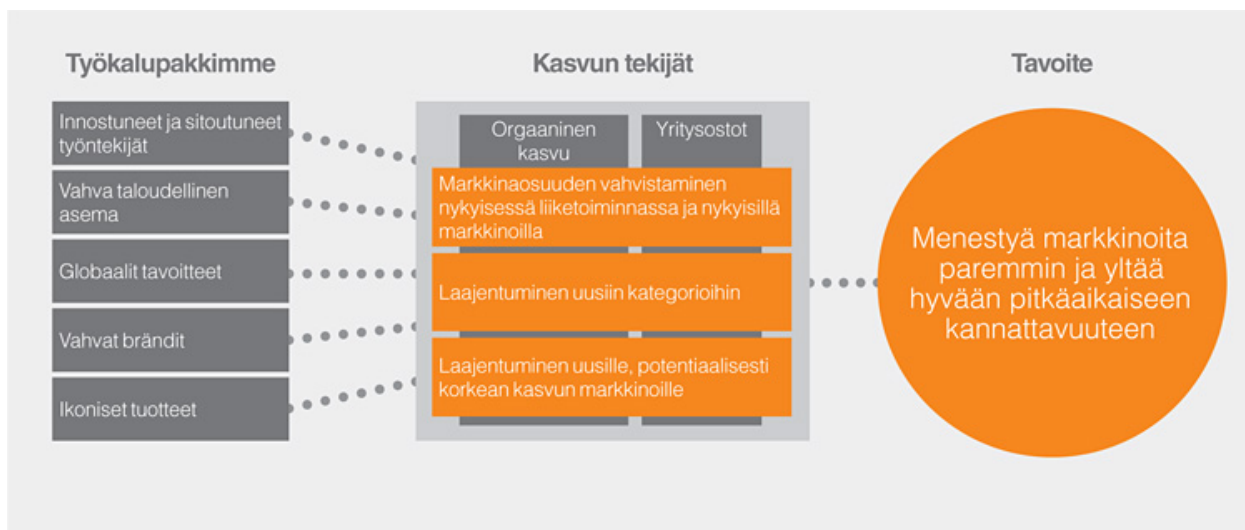 Työkalupakkimme
Innostuneet ja sitoutuneet
työntekijät
Vahva taloudellinen
asema
Globaalit tavoitteet
Vahvat brändit
Ikoniset tuotteet
Kasvun tekijät
Orgaaninen
kasvu
Yritysostot
Markkinaosuuden vahvistaminen
nykyisessä liiketoiminnassa ja nykyisillä
markkinoilla
Laajentuminen uusiin kategorioihin
Laajentuminen uusille, potentiaalisesti
korkean kasvun markkinoille
Tavoite
Menestyä markkinoita
paremmin ja yltää
hyvään pitkäaikaiseen
kannattavuuteen